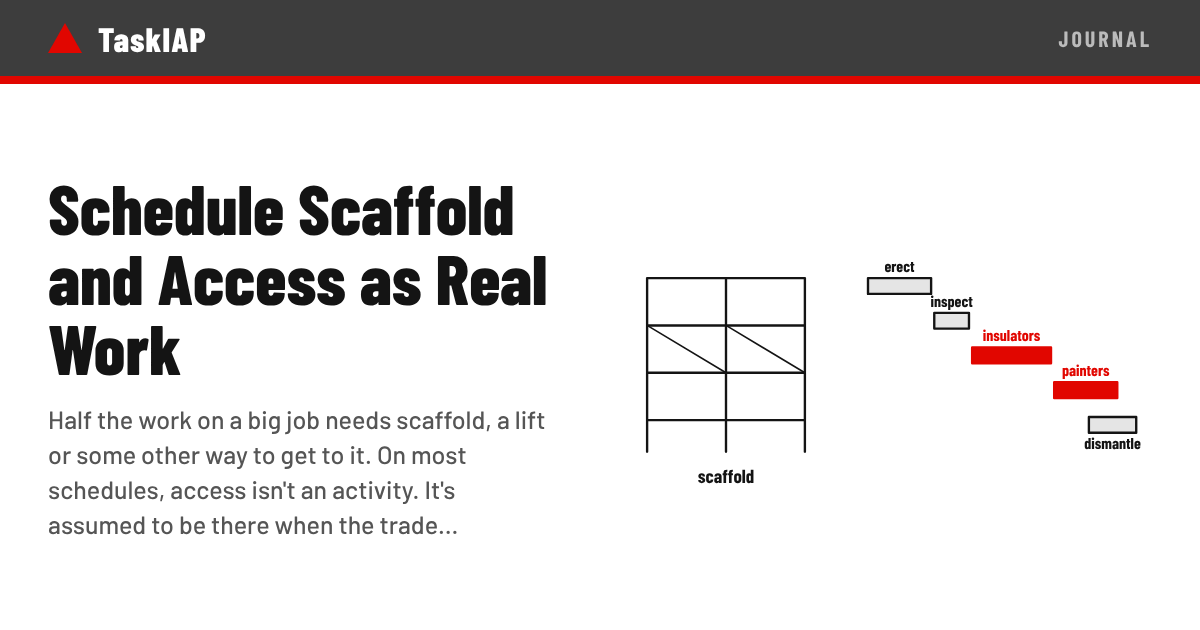 TaskIAP
JOURNAL
Schedule Scaffold
and Access as Real
Work
Half the work on a big job needs scaffold, a lift
or some other way to get to it. On most
schedules, access isn't an activity. It's
assumed to be there when the trade...
scaffold
erect
inspect
insulators
painters
dismantle